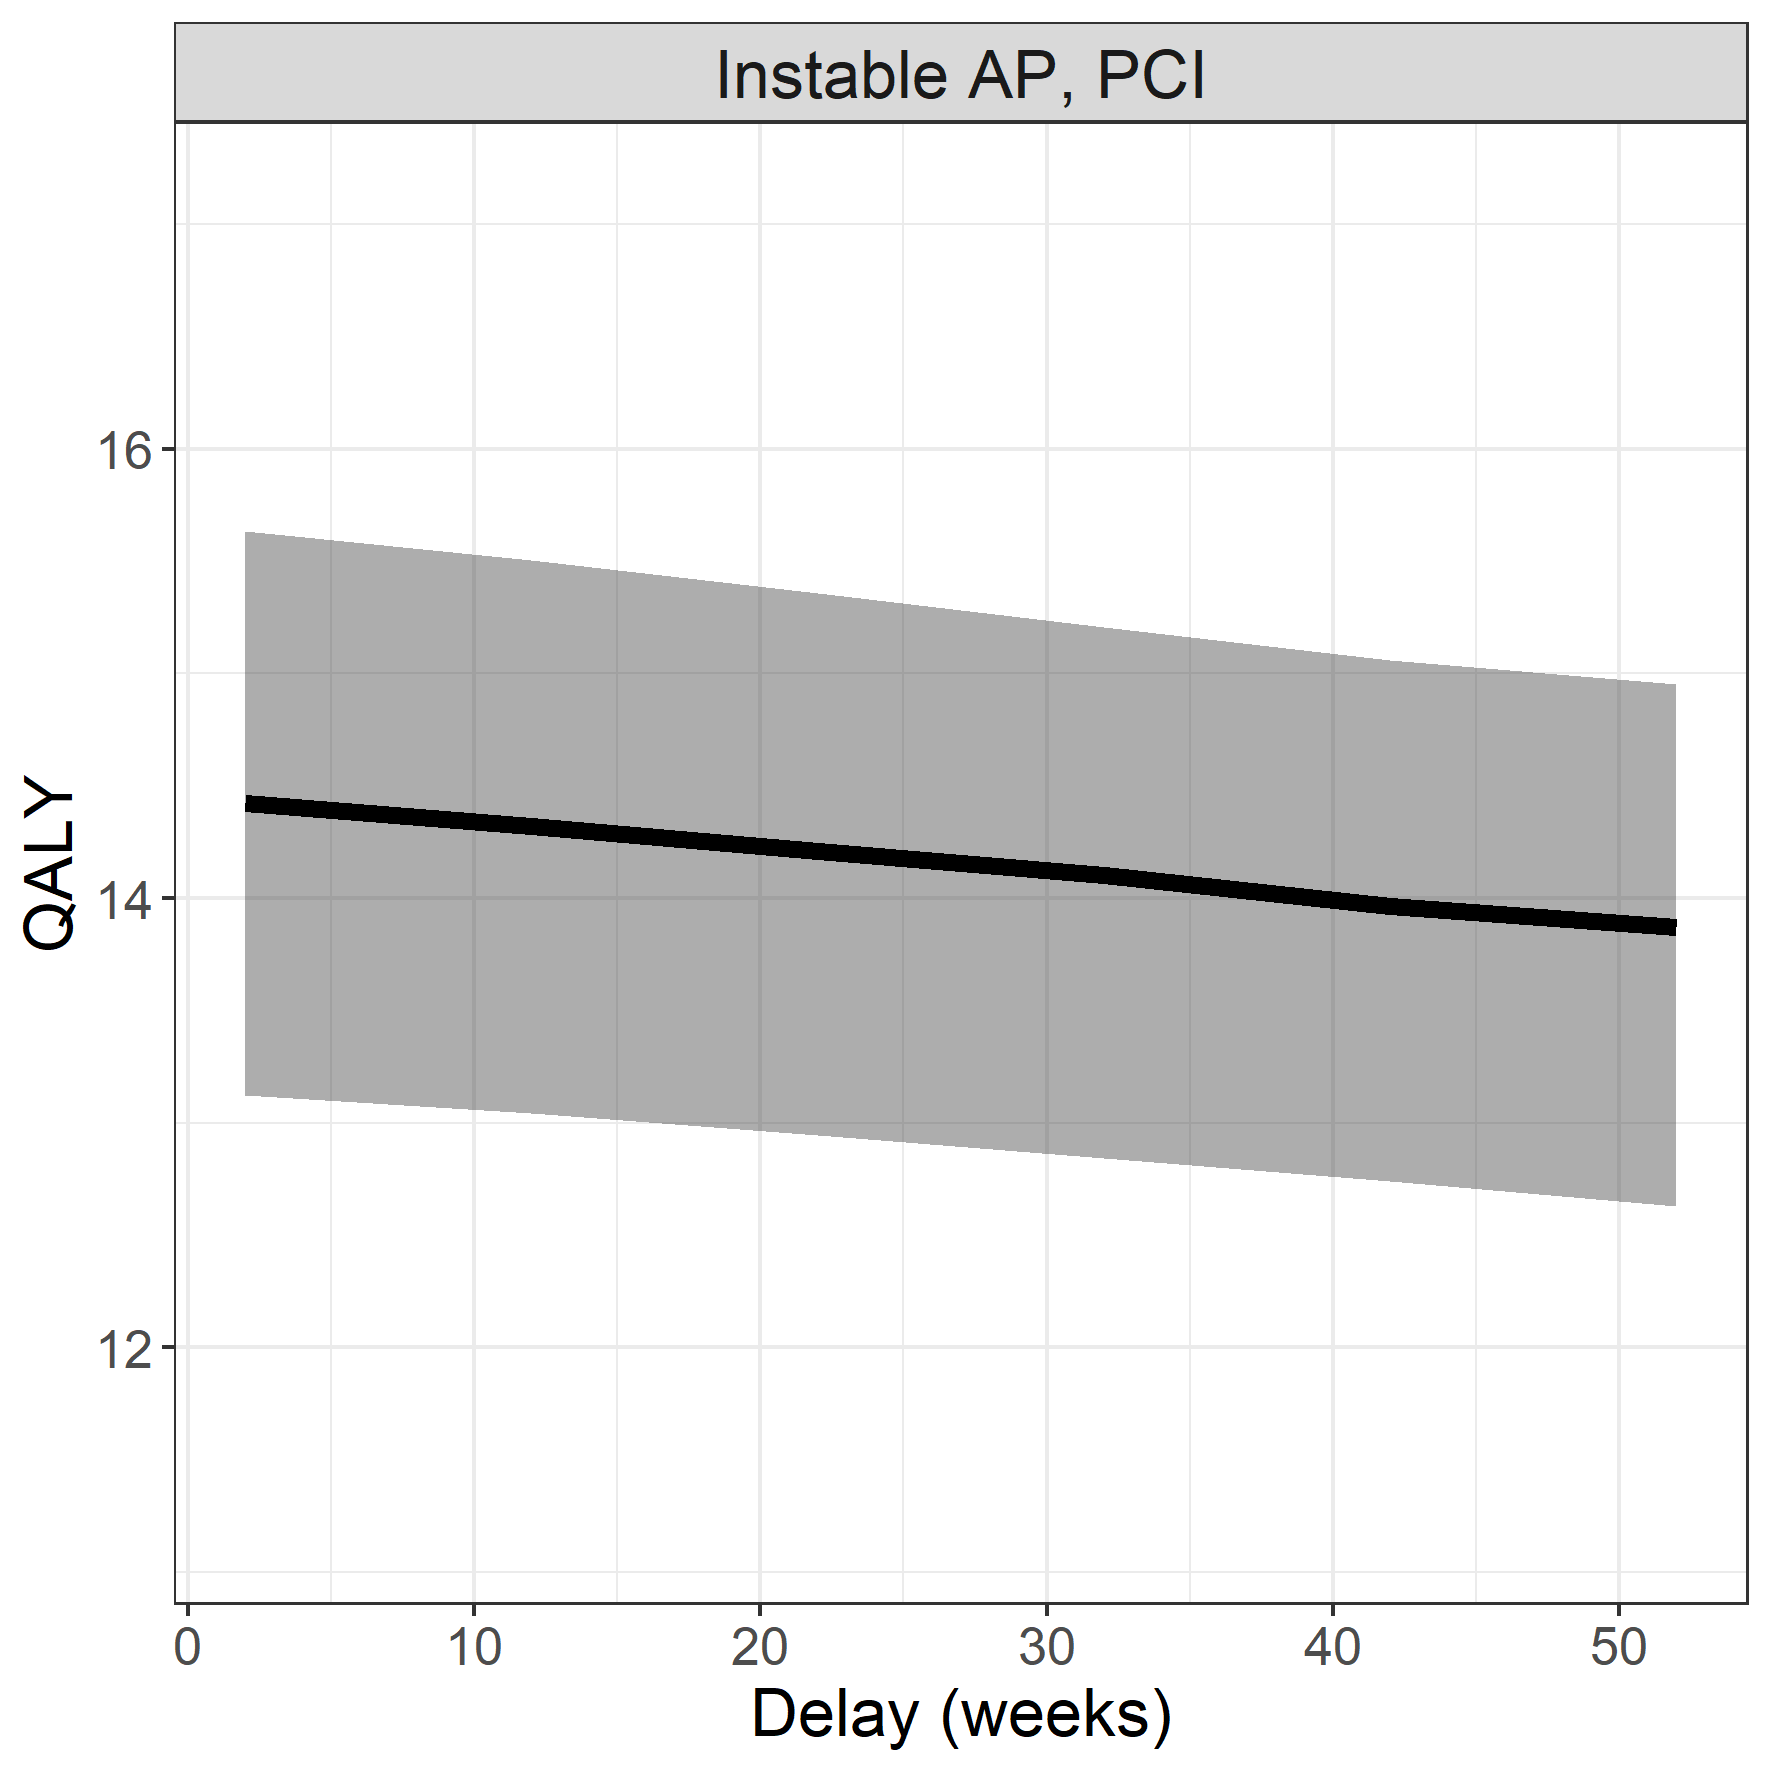 Instable AP, PCI
QALY
16
14
12
0 10 20 30 40 50
Delay (weeks)